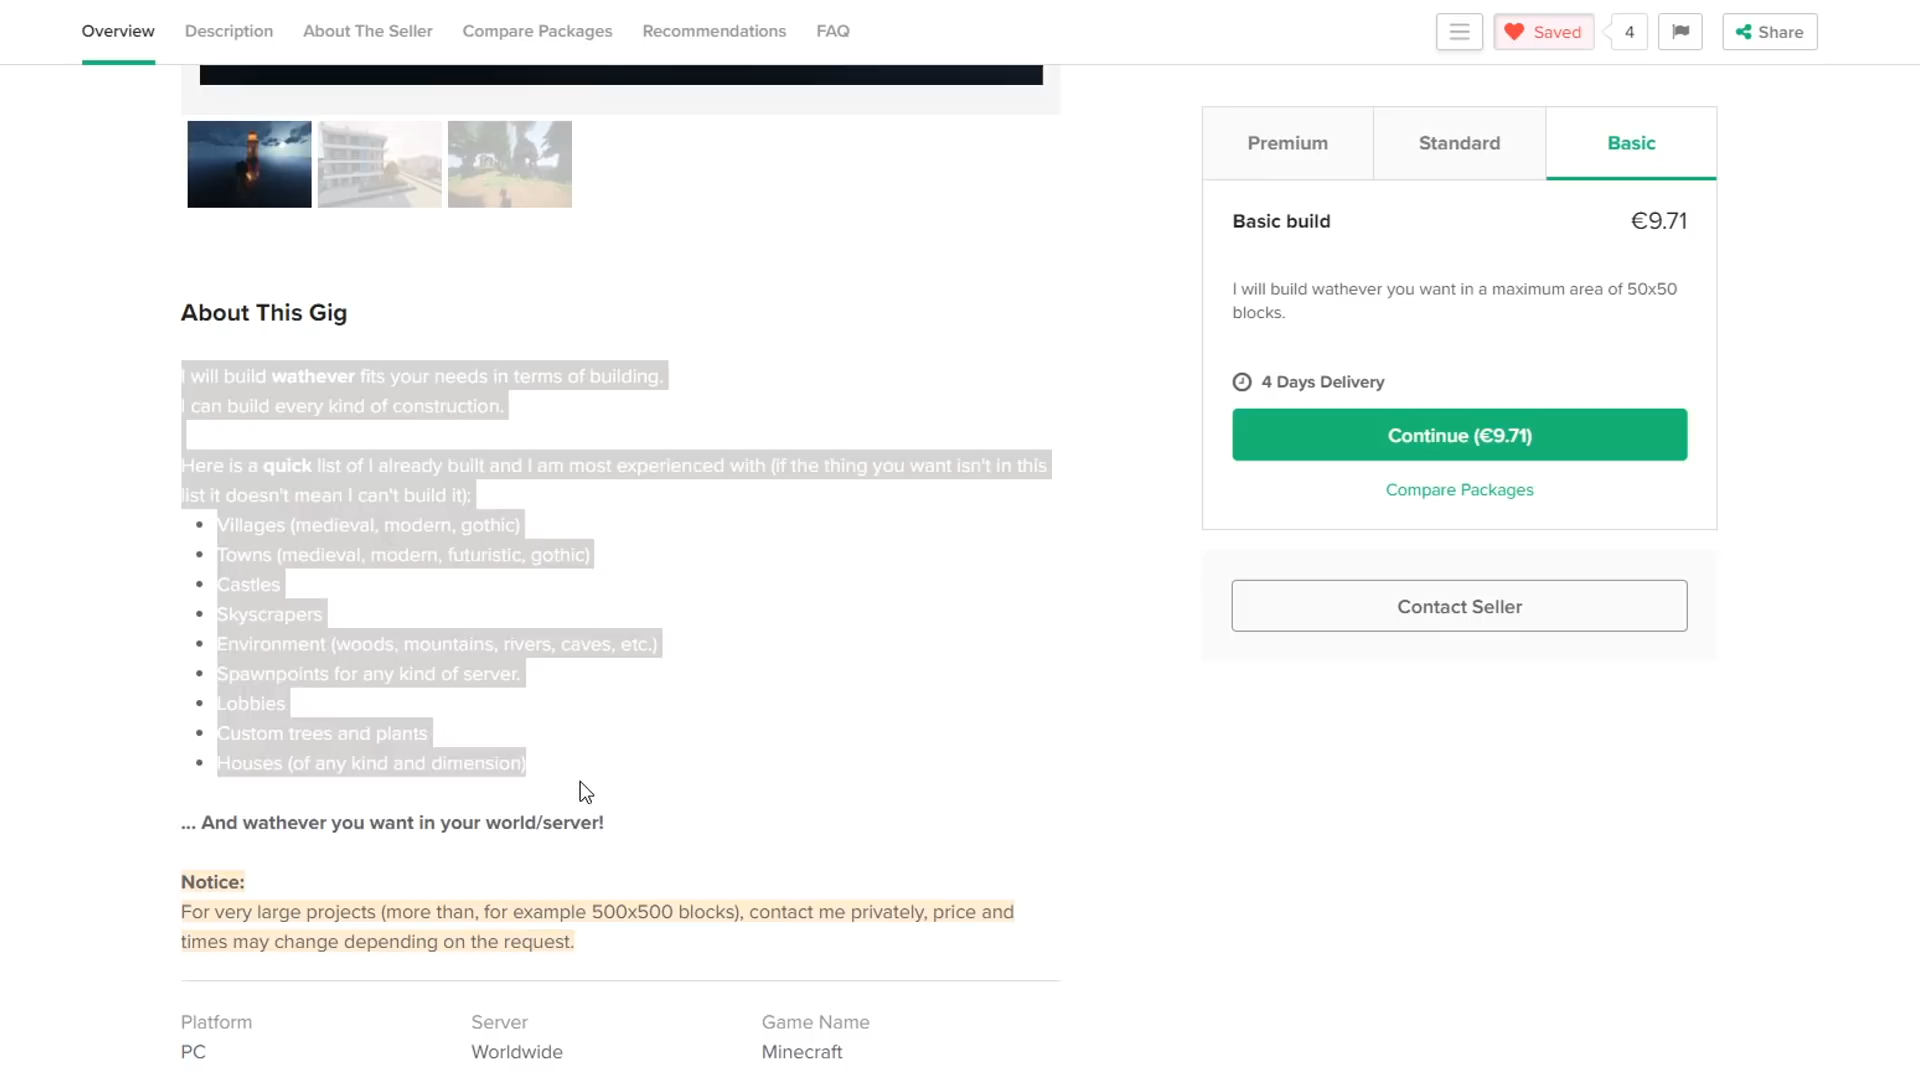 Overview Description About The Seller Compare Packages Recommendations FAQ Saved 4 Share
Premium Standard Basic
Basic build €9.71
I will build wathever you want in a maximum area of 50x50
blocks.
4 Days Delivery
Continue (€9.71)
Compare Packages
Contact Seller
About This Gig
I will build wathever fits your needs in terms of building.
I can build every kind of construction.
Here is a quick list of I already built and I am most experienced with (if the thing you want isn't in this
list it doesn't mean I can't build it):
• Villages (medieval, modern, gothic)
• Towns (medieval, modern, futuristic, gothic)
• Castles
• Skyscrapers
• Environment (woods, mountains, rivers, caves, etc.)
• Spawnpoints for any kind of server.
• Lobbies
• Custom trees and plants
• Houses (of any kind and dimension)
... And wathever you want in your world/server!
Notice:
For very large projects (more than, for example 500x500 blocks), contact me privately, price and
times may change depending on the request.
Platform Server Game Name
PC Worldwide Minecraft